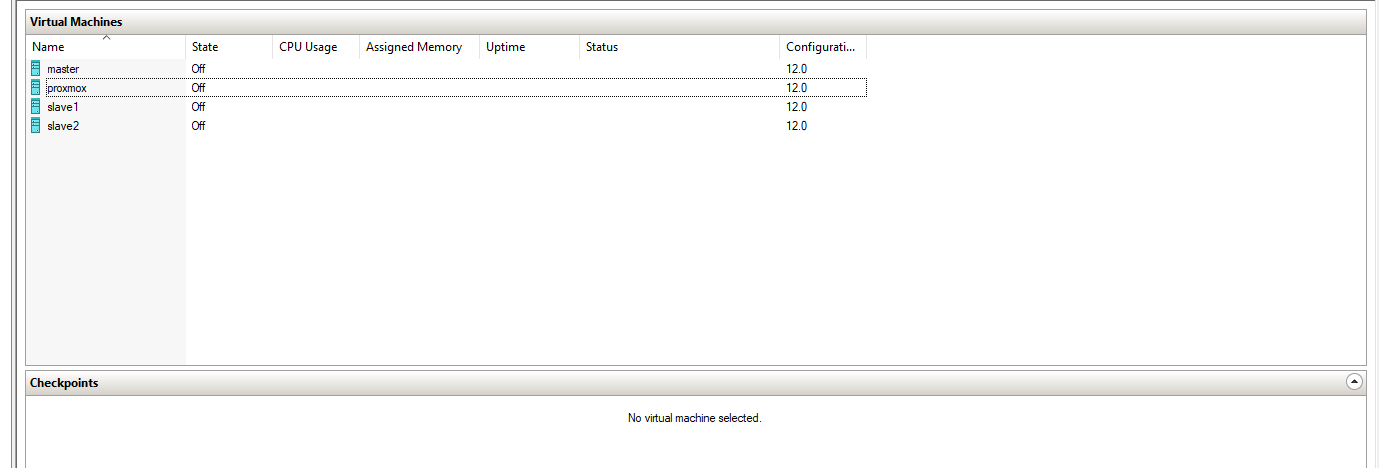 Virtual Machines
Name State CPU Usage Assigned Memory Uptime Status Configurati...
master Off 12.0
proxmox Off 12.0
slave1 Off 12.0
slave2 Off 12.0
Checkpoints
No virtual machine selected.